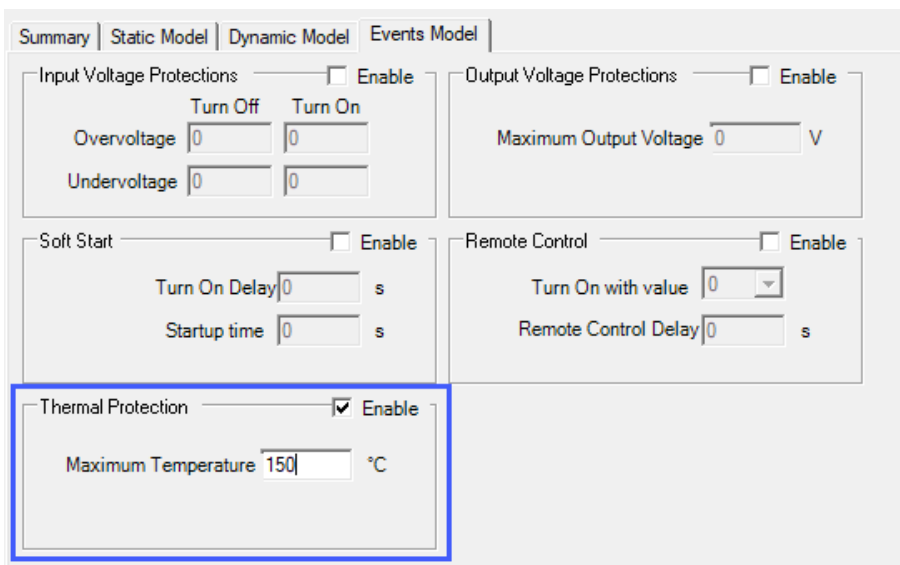 Summary Static Model Dynamic Model Events Model
Input Voltage Protections Enable
Turn Off Turn On
Overvoltage 0 0
Undervoltage 0 0
Output Voltage Protections Enable
Maximum Output Voltage 0 V
Soft Start Enable
Turn On Delay 0 s
Startup time 0 s
Remote Control Enable
Turn On with value 0
Remote Control Delay 0 s
Thermal Protection Enable
Maximum Temperature 150 °C